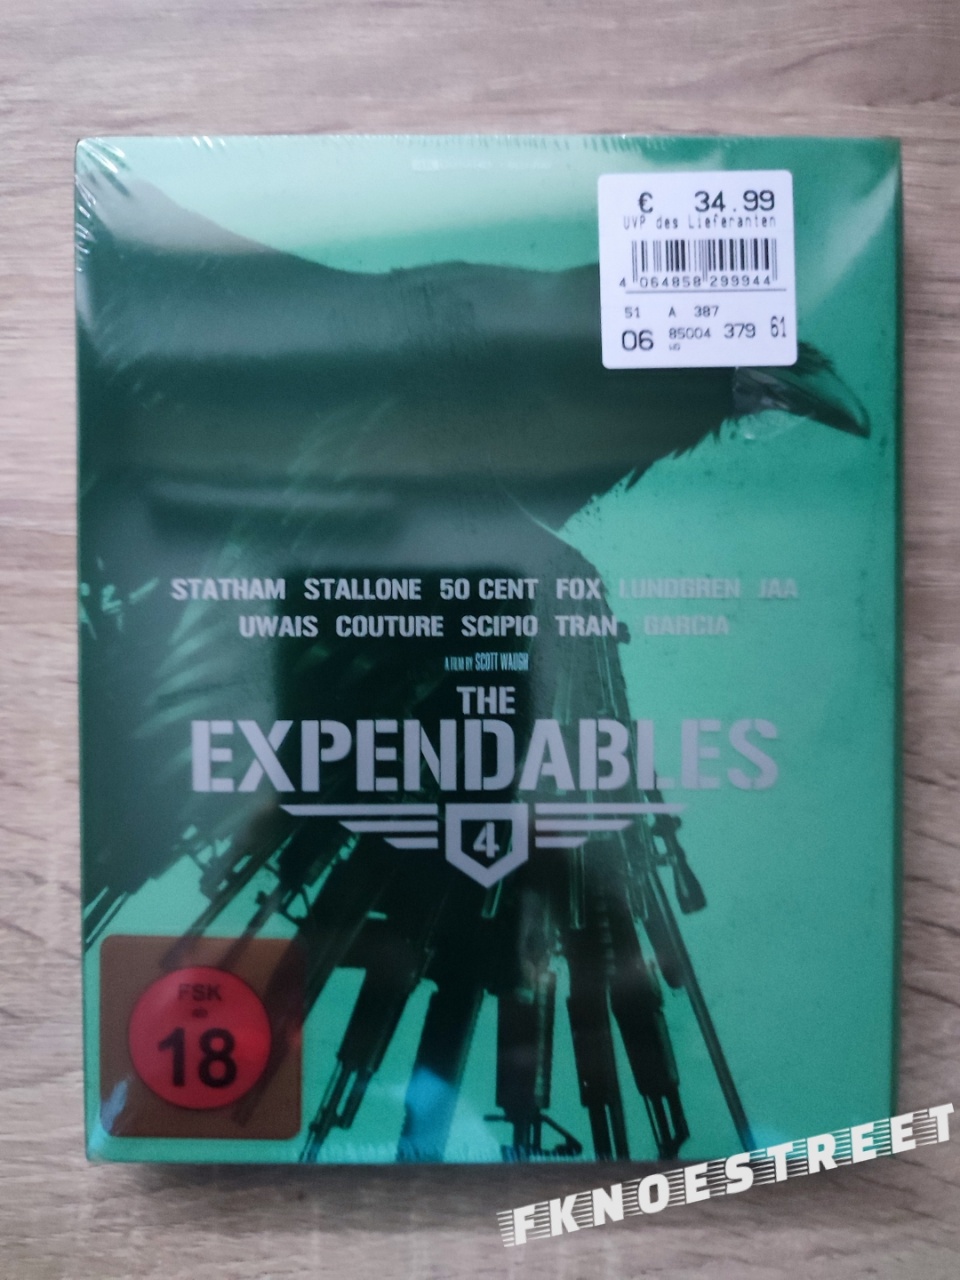 € 34.99
UVP des Lieferanten
4 064858 299944
51 A 387
06 85004 379 61
STATHAM STALLONE 50 CENT FOX LUNDGREN JAA
UWAIS COUTURE SCIPIO TRAN GARCIA
A FILM BY SCOTT WAUGH
THE
EXPENDABLES
4
FSK
ab
18
FKNOESTREET